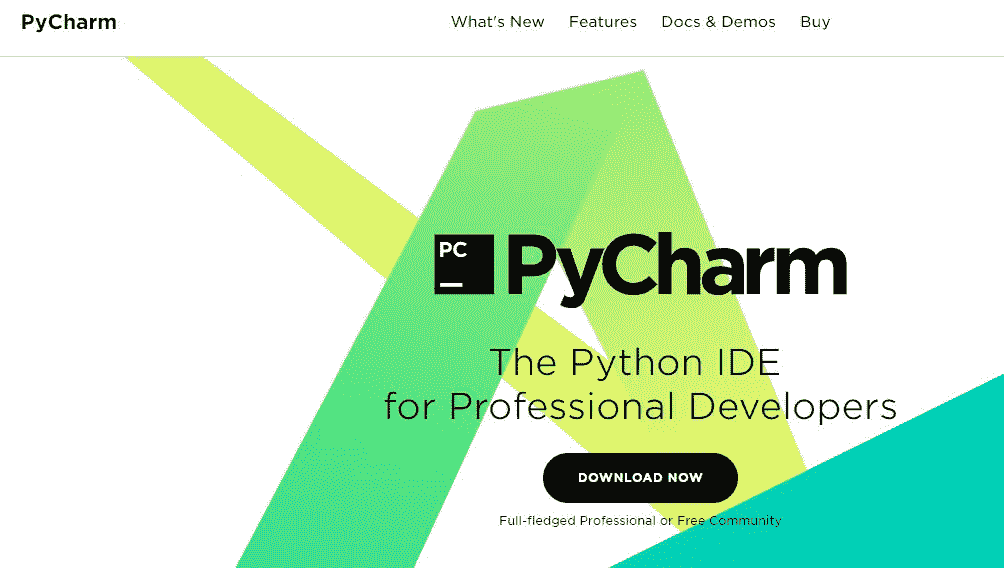 PyCharm
What's New Features Docs & Demos Buy
PC
PyCharm
The Python IDE
for Professional Developers
DOWNLOAD NOW
Full-fledged Professional or Free Community